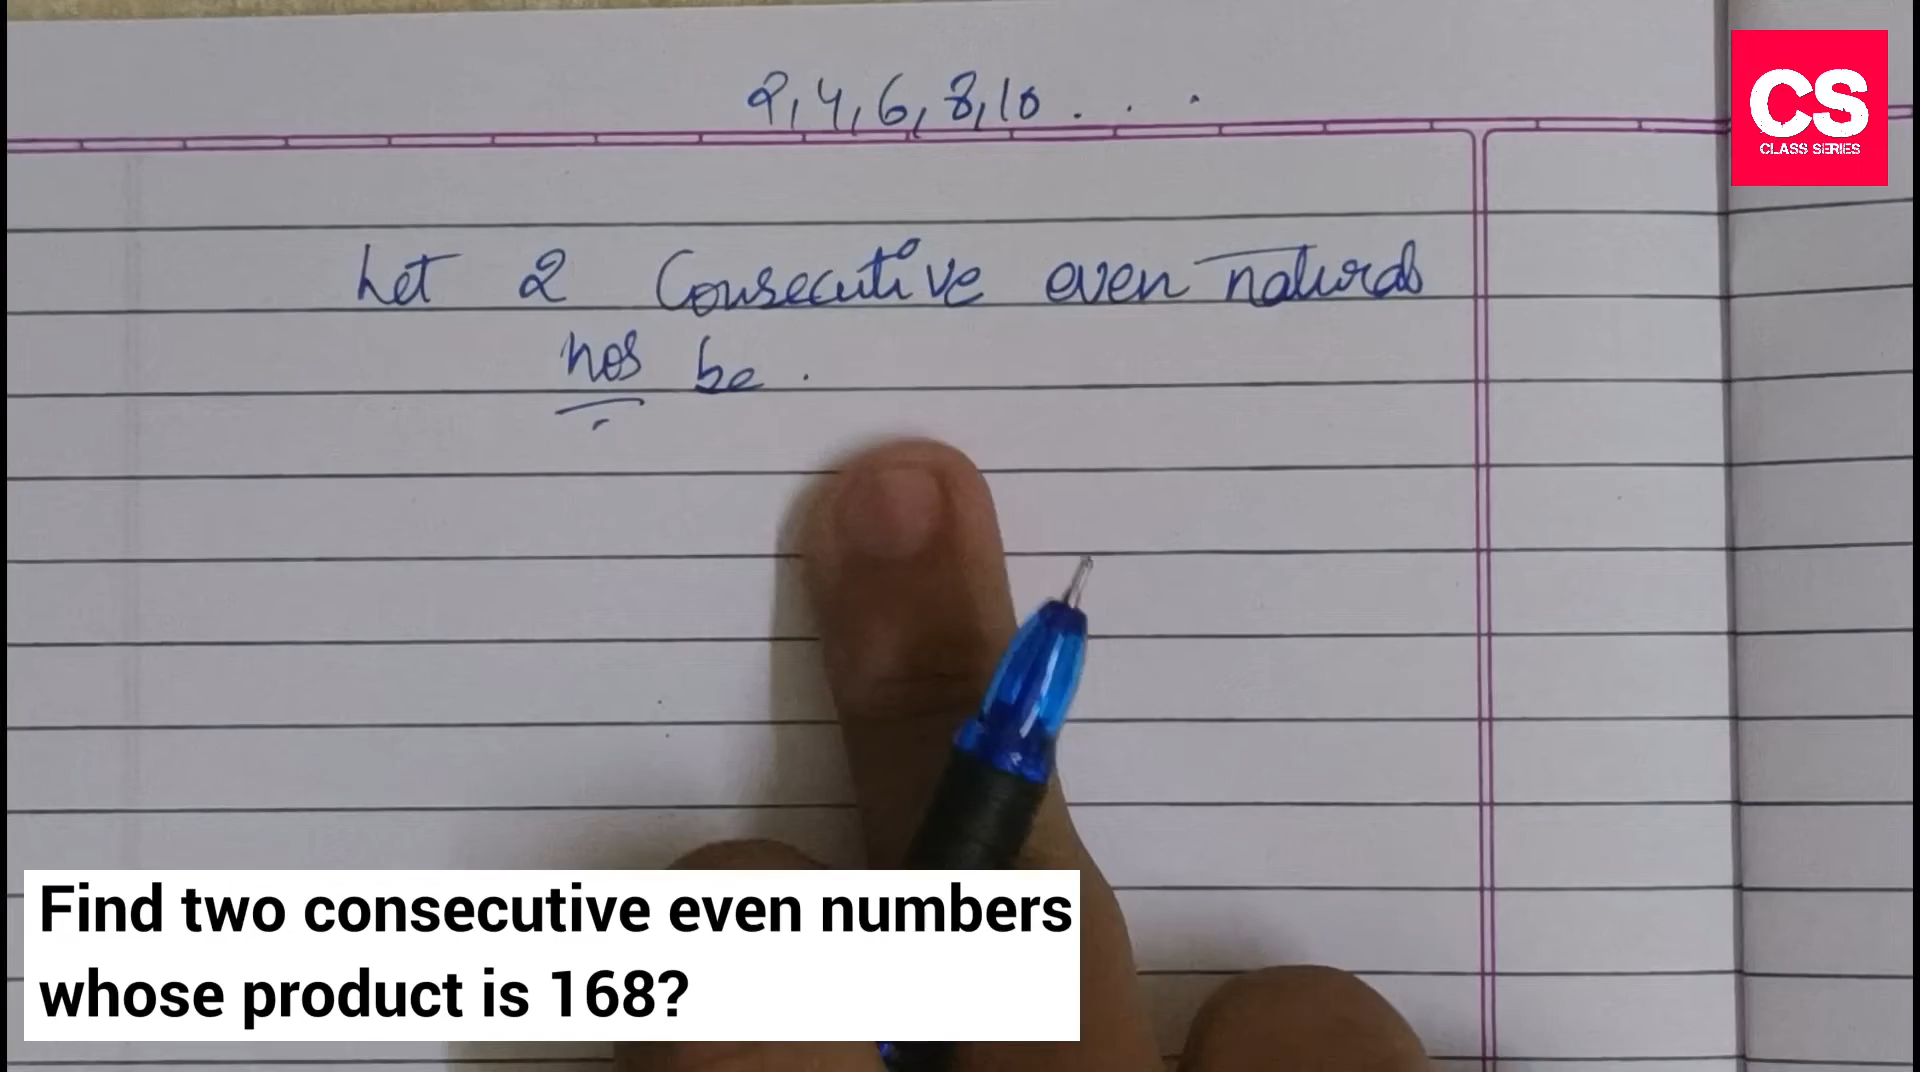 2,4,6,8,10 . . .
CS
CLASS SERIES
Let 2 Consecutive even natural
nos be .
Find two consecutive even numbers
whose product is 168?